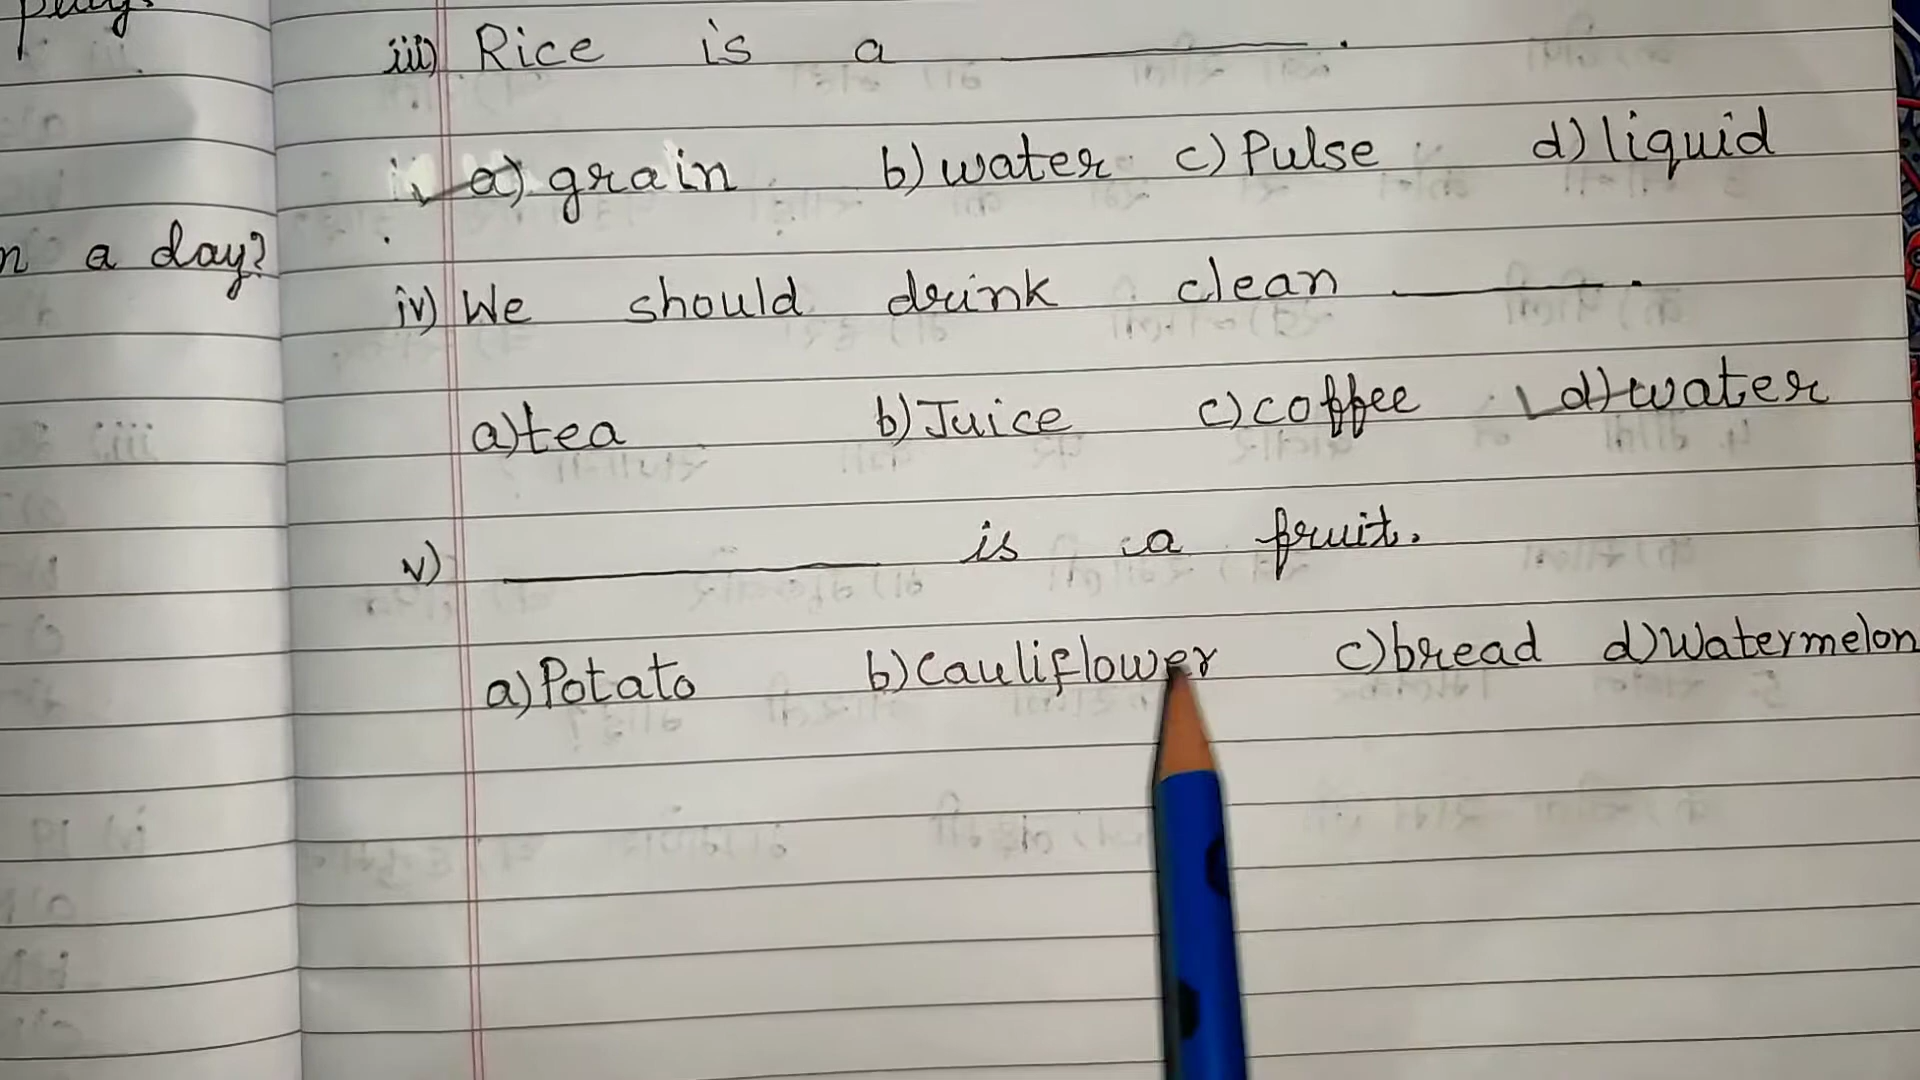 play.
n a day?
iii) Rice is a ________.
a) grain b) water c) Pulse d) liquid
iv) We should drink clean ________.
a) tea b) Juice c) coffee d) water
v) ________ is a fruit.
a) Potato b) Cauliflower c) bread d) Watermelon